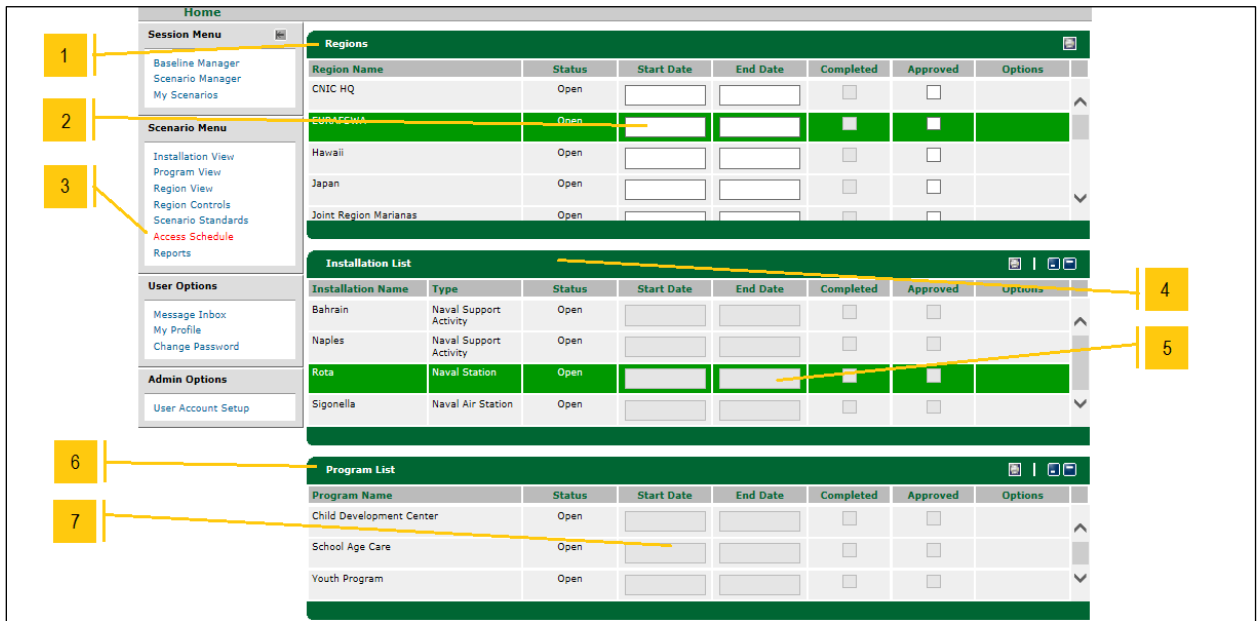 Home
Session Menu
Baseline Manager
Scenario Manager
My Scenarios
Scenario Menu
Installation View
Program View
Region View
Region Controls
Scenario Standards
Access Schedule
Reports
User Options
Message Inbox
My Profile
Change Password
Admin Options
User Account Setup
1
2
3
6
7
Regions
Region Name Status Start Date End Date Completed Approved Options
CNIC HQ Open
EURAFSWA Open
Hawaii Open
Japan Open
Joint Region Marianas Open
Installation List
Installation Name Type Status Start Date End Date Completed Approved Options
Bahrain Naval Support Open
Activity
Naples Naval Support Open
Activity
Rota Naval Station Open
Sigonella Naval Air Station Open
Program List
Program Name Status Start Date End Date Completed Approved Options
Child Development Center Open
School Age Care Open
Youth Program Open
4
5